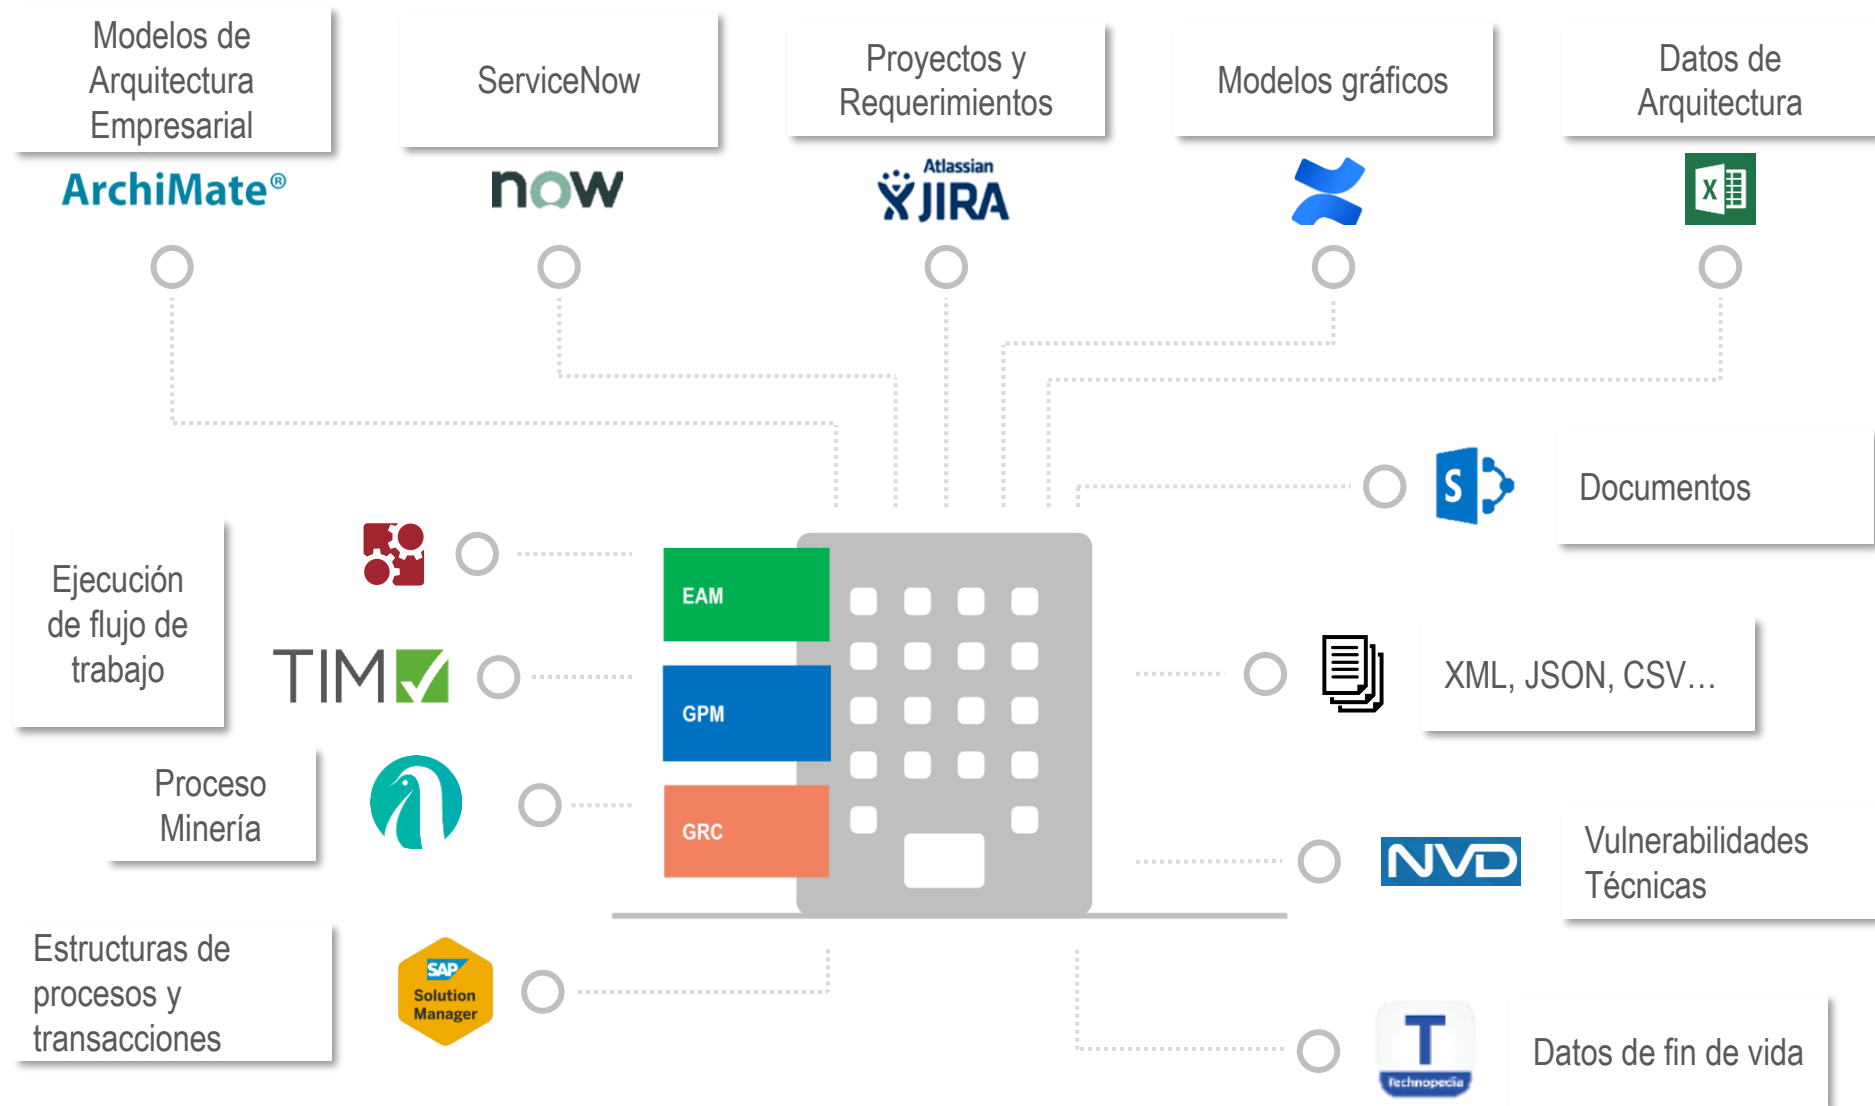 Modelos de
Arquitectura
Empresarial
ServiceNow
Proyectos y
Requerimientos
Modelos gráficos
Datos de
Arquitectura
ArchiMate®
now
Atlassian
JIRA
X
S
Documentos
Ejecución
de flujo de
trabajo
TIM
EAM
GPM
GRC
XML, JSON, CSV…
Proceso
Minería
NVD
Vulnerabilidades
Técnicas
Estructuras de
procesos y
transacciones
SAP
Solution
Manager
T
Technopedia
Datos de fin de vida